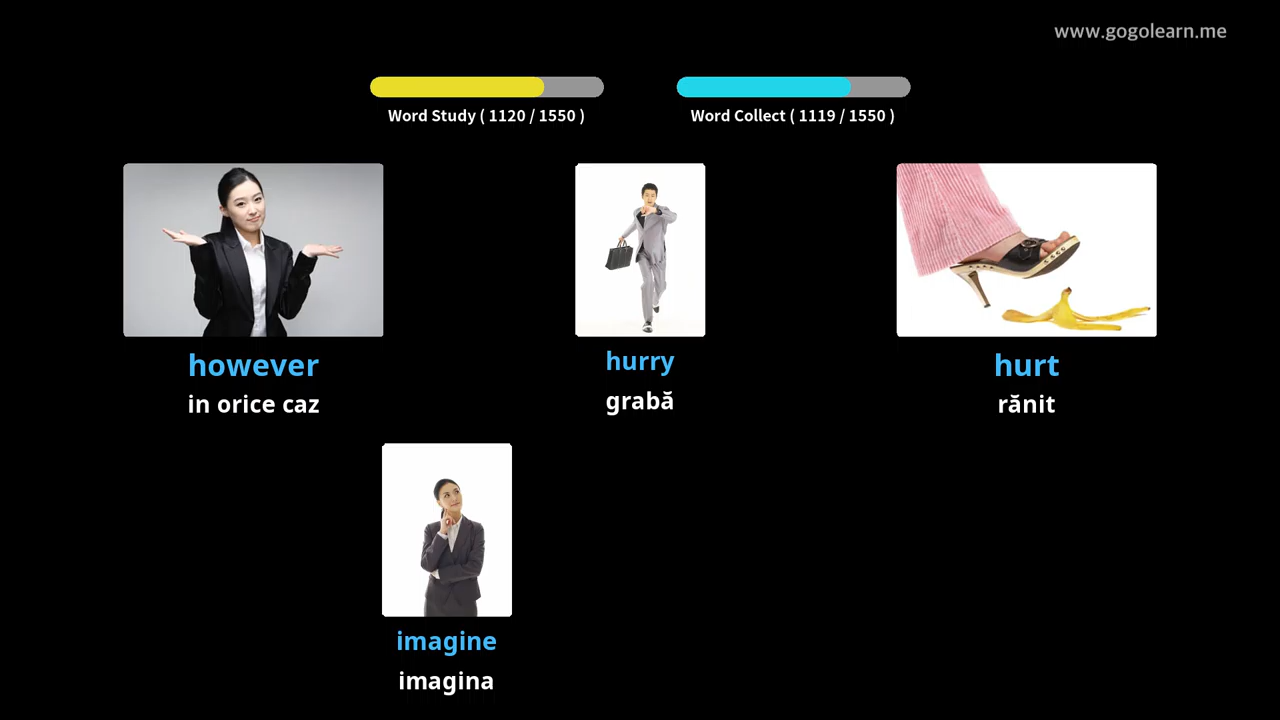 www.gogolearn.me
Word Study ( 1120 / 1550 )
Word Collect ( 1119 / 1550 )
however
in orice caz
hurry
grabă
hurt
rănit
imagine
imagina